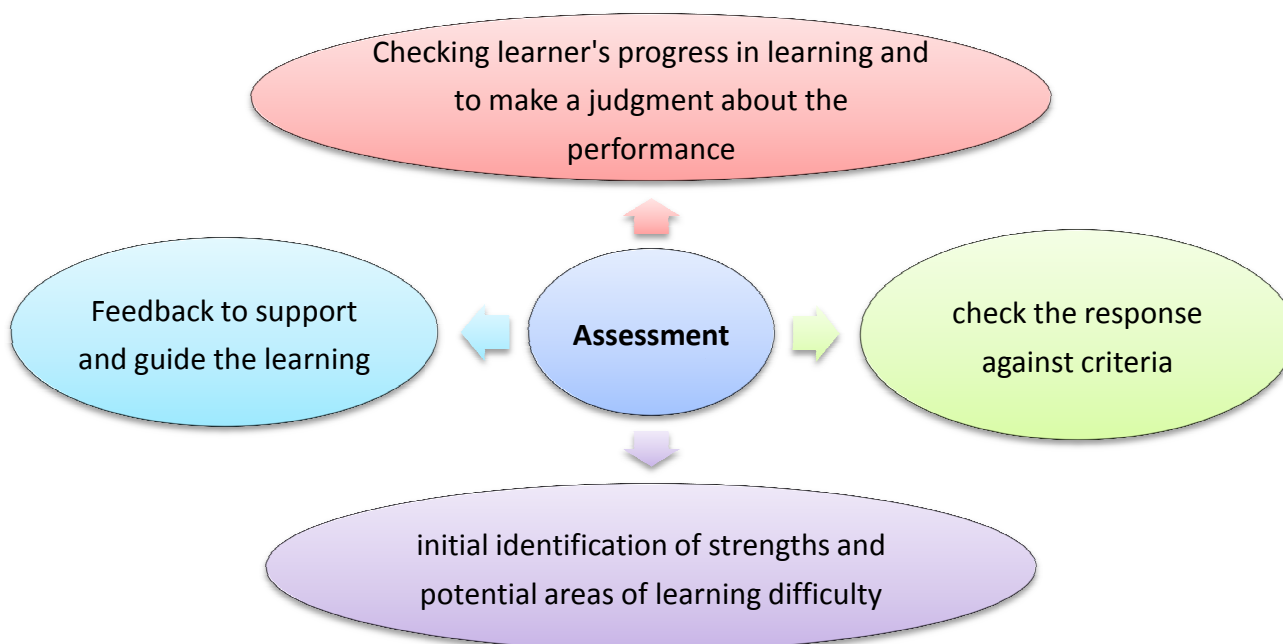 Checking learner's progress in learning and
to make a judgment about the
performance
Feedback to support
and guide the learning
Assessment
check the response
against criteria
initial identification of strengths and
potential areas of learning difficulty